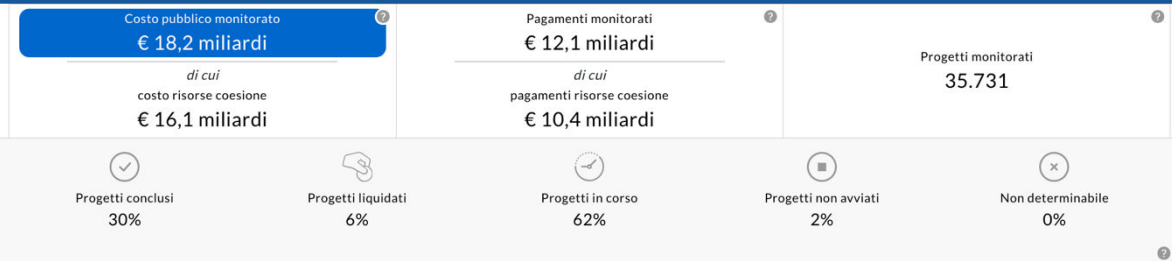 Costo pubblico monitorato
€ 18,2 miliardi
di cui
costo risorse coesione
€ 16,1 miliardi
Pagamenti monitorati
€ 12,1 miliardi
di cui
pagamenti risorse coesione
€ 10,4 miliardi
Progetti monitorati
35.731
Progetti conclusi
30%
Progetti liquidati
6%
Progetti in corso
62%
Progetti non avviati
2%
Non determinabile
0%